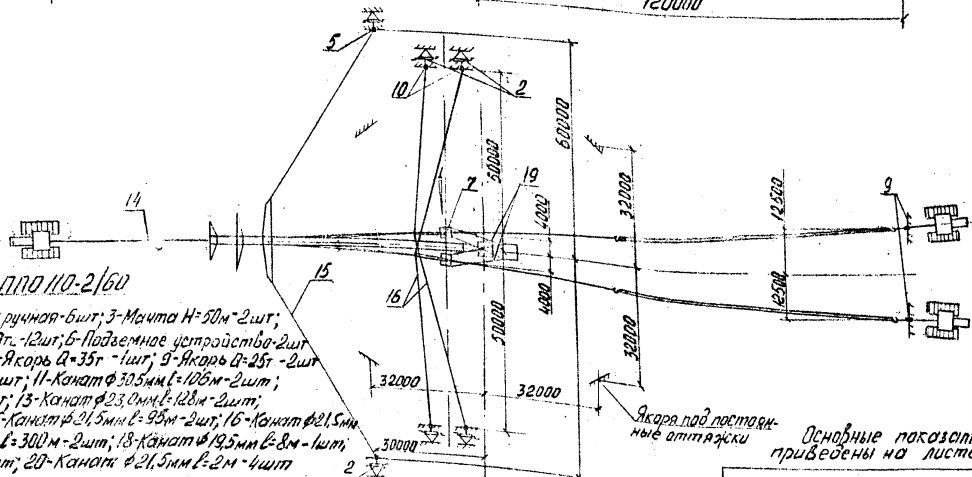 120000
5
10
2
60000
50000
19
7
4000
32000
12500
9
14
15
16
4000
50000
32000
12500
32000
32000
30000
2
ППО 110-2/60
ручная-6шт; 3-Мачта Н=50м-2шт;
-12шт; 6-Подъемное устройство-2шт
-Якорь Q=35т -1шт; 9-Якорь Q=25т -2шт
шт; 11-Канат ф30,5мм ℓ=106м-2шт;
т; 13-Канат ф23,0мм ℓ=128м-2шт;
-Канат ф21,5мм ℓ=95м-2шт; 16-Канат ф21,5мм
ℓ=300м-2шт; 18-Канат ф19,5мм ℓ=8м-1шт;
шт; 20-Канат ф21,5мм ℓ=2м-4шт
Якоря под постоян-
ные оттяжки
Основные показат
приведены на листе